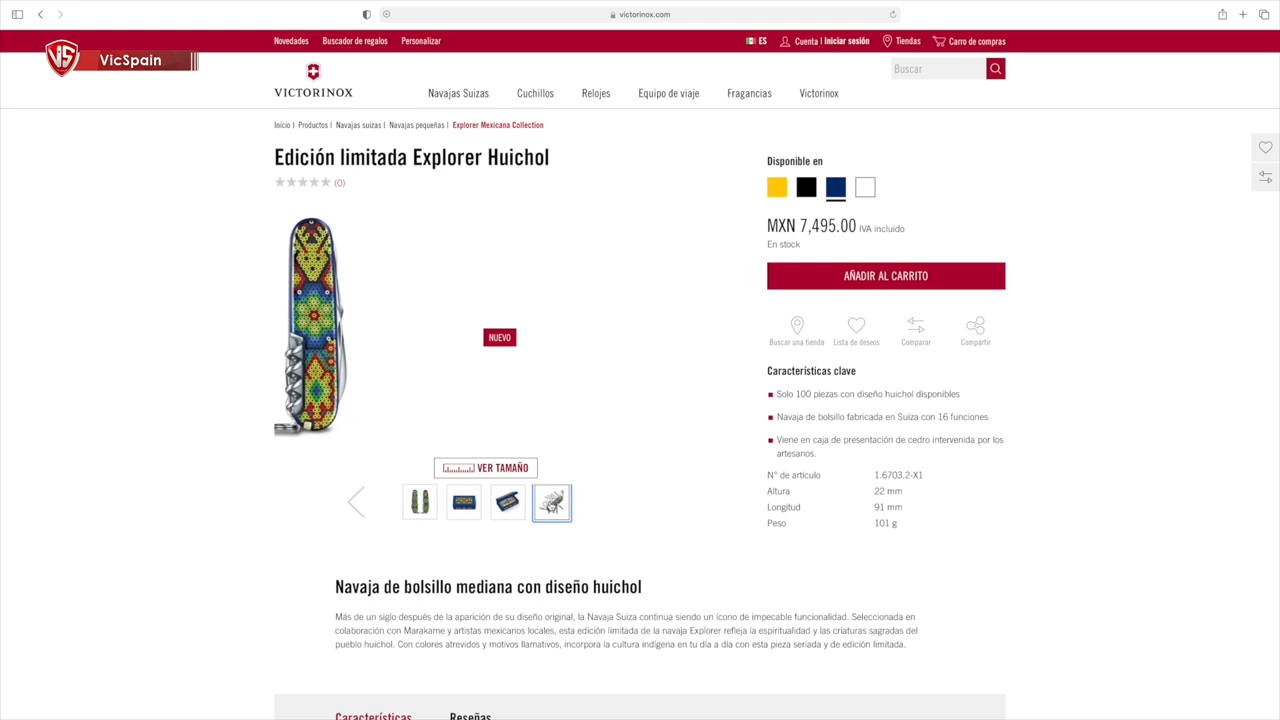 victorinox.com
Novedades Buscador de regalos Personalizar
ES Cuenta | Iniciar sesión Tiendas Carro de compras
VS VicSpain
Buscar
VICTORINOX
Navajas Suizas Cuchillos Relojes Equipo de viaje Fragancias Victorinox
Inicio | Productos | Navajas suizas | Navajas pequeñas | Explorer Mexicana Collection
Edición limitada Explorer Huichol
(0)
Disponible en
MXN 7,495.00 IVA incluido
En stock
AÑADIR AL CARRITO
NUEVO
Buscar una tienda Lista de deseos Comparar Compartir
Características clave
Solo 100 piezas con diseño huichol disponibles
Navaja de bolsillo fabricada en Suiza con 16 funciones
Viene en caja de presentación de cedro intervenida por los
artesanos.
VER TAMAÑO
N° de artículo 1.6703.2-X1
Altura 22 mm
Longitud 91 mm
Peso 101 g
Navaja de bolsillo mediana con diseño huichol
Más de un siglo después de la aparición de su diseño original, la Navaja Suiza continua siendo un ícono de impecable funcionalidad. Seleccionada en
colaboración con Marakame y artistas mexicanos locales, esta edición limitada de la navaja Explorer refleja la espiritualidad y las criaturas sagradas del
pueblo huichol. Con colores atrevidos y motivos llamativos, incorpora la cultura indígena en tu día a día con esta pieza seriada y de edición limitada.
Características Reseñas